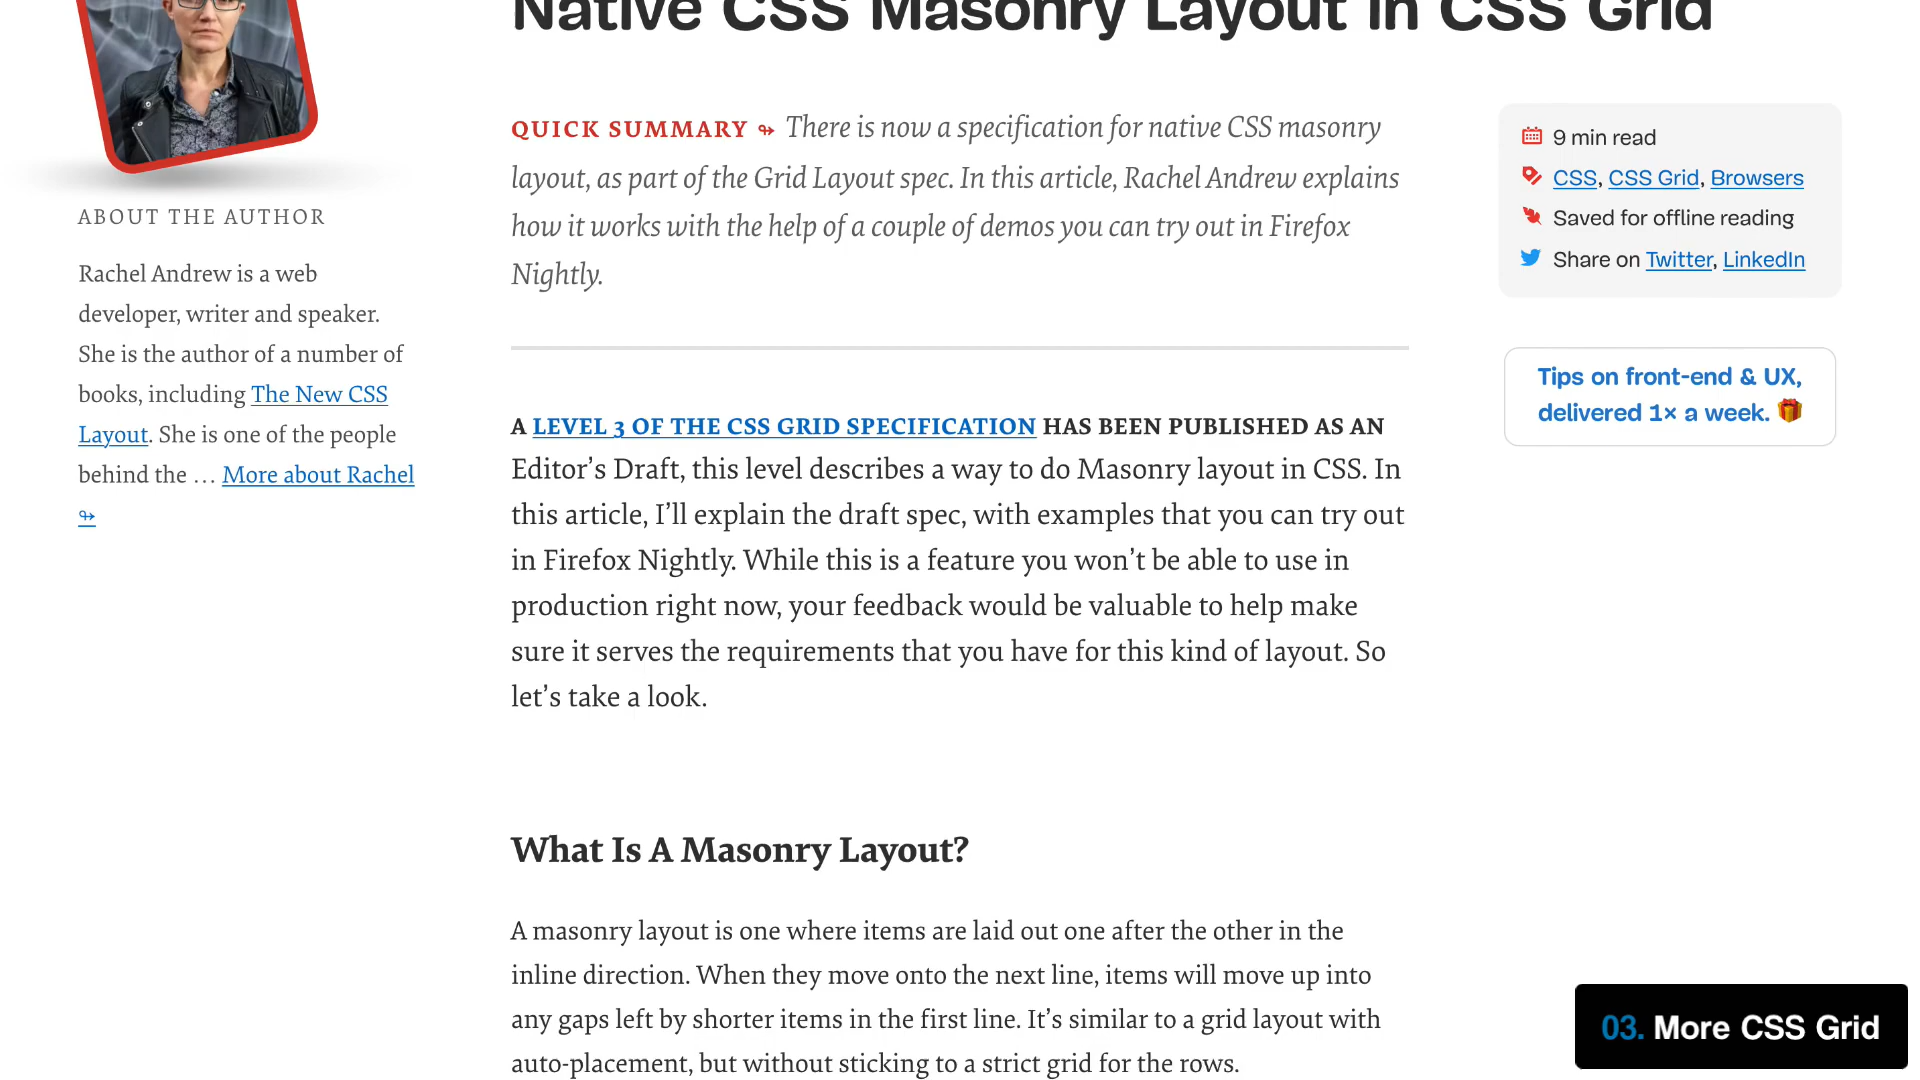 Native CSS Masonry Layout In CSS Grid
QUICK SUMMARY ↬ There is now a specification for native CSS masonry
layout, as part of the Grid Layout spec. In this article, Rachel Andrew explains
how it works with the help of a couple of demos you can try out in Firefox
Nightly.
9 min read
CSS, CSS Grid, Browsers
Saved for offline reading
Share on Twitter, LinkedIn
Tips on front-end & UX,
delivered 1× a week. 🎁
ABOUT THE AUTHOR
Rachel Andrew is a web
developer, writer and speaker.
She is the author of a number of
books, including The New CSS
Layout. She is one of the people
behind the … More about Rachel
↬
A LEVEL 3 OF THE CSS GRID SPECIFICATION HAS BEEN PUBLISHED AS AN
Editor’s Draft, this level describes a way to do Masonry layout in CSS. In
this article, I’ll explain the draft spec, with examples that you can try out
in Firefox Nightly. While this is a feature you won’t be able to use in
production right now, your feedback would be valuable to help make
sure it serves the requirements that you have for this kind of layout. So
let’s take a look.
What Is A Masonry Layout?
A masonry layout is one where items are laid out one after the other in the
inline direction. When they move onto the next line, items will move up into
any gaps left by shorter items in the first line. It’s similar to a grid layout with
auto-placement, but without sticking to a strict grid for the rows.
03. More CSS Grid